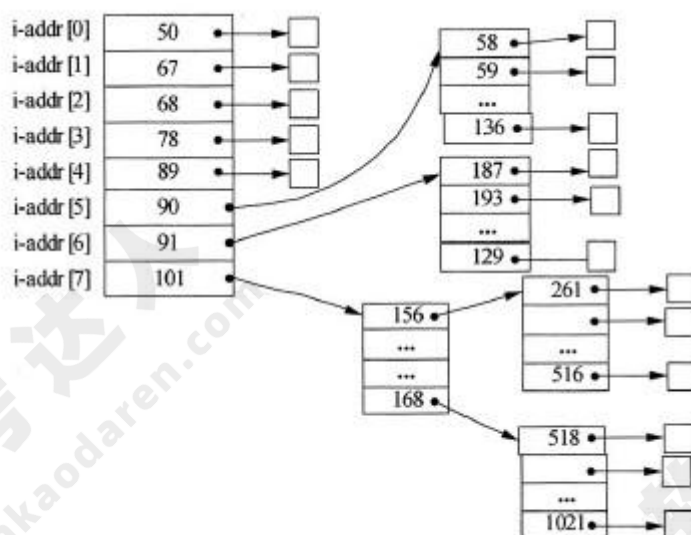 i-addr [0] 50
i-addr [1] 67
i-addr [2] 68
i-addr [3] 78
i-addr [4] 89
i-addr [5] 90
i-addr [6] 91
i-addr [7] 101
58
59
...
136
187
193
...
129
156
...
...
168
261
...
516
518
...
1021